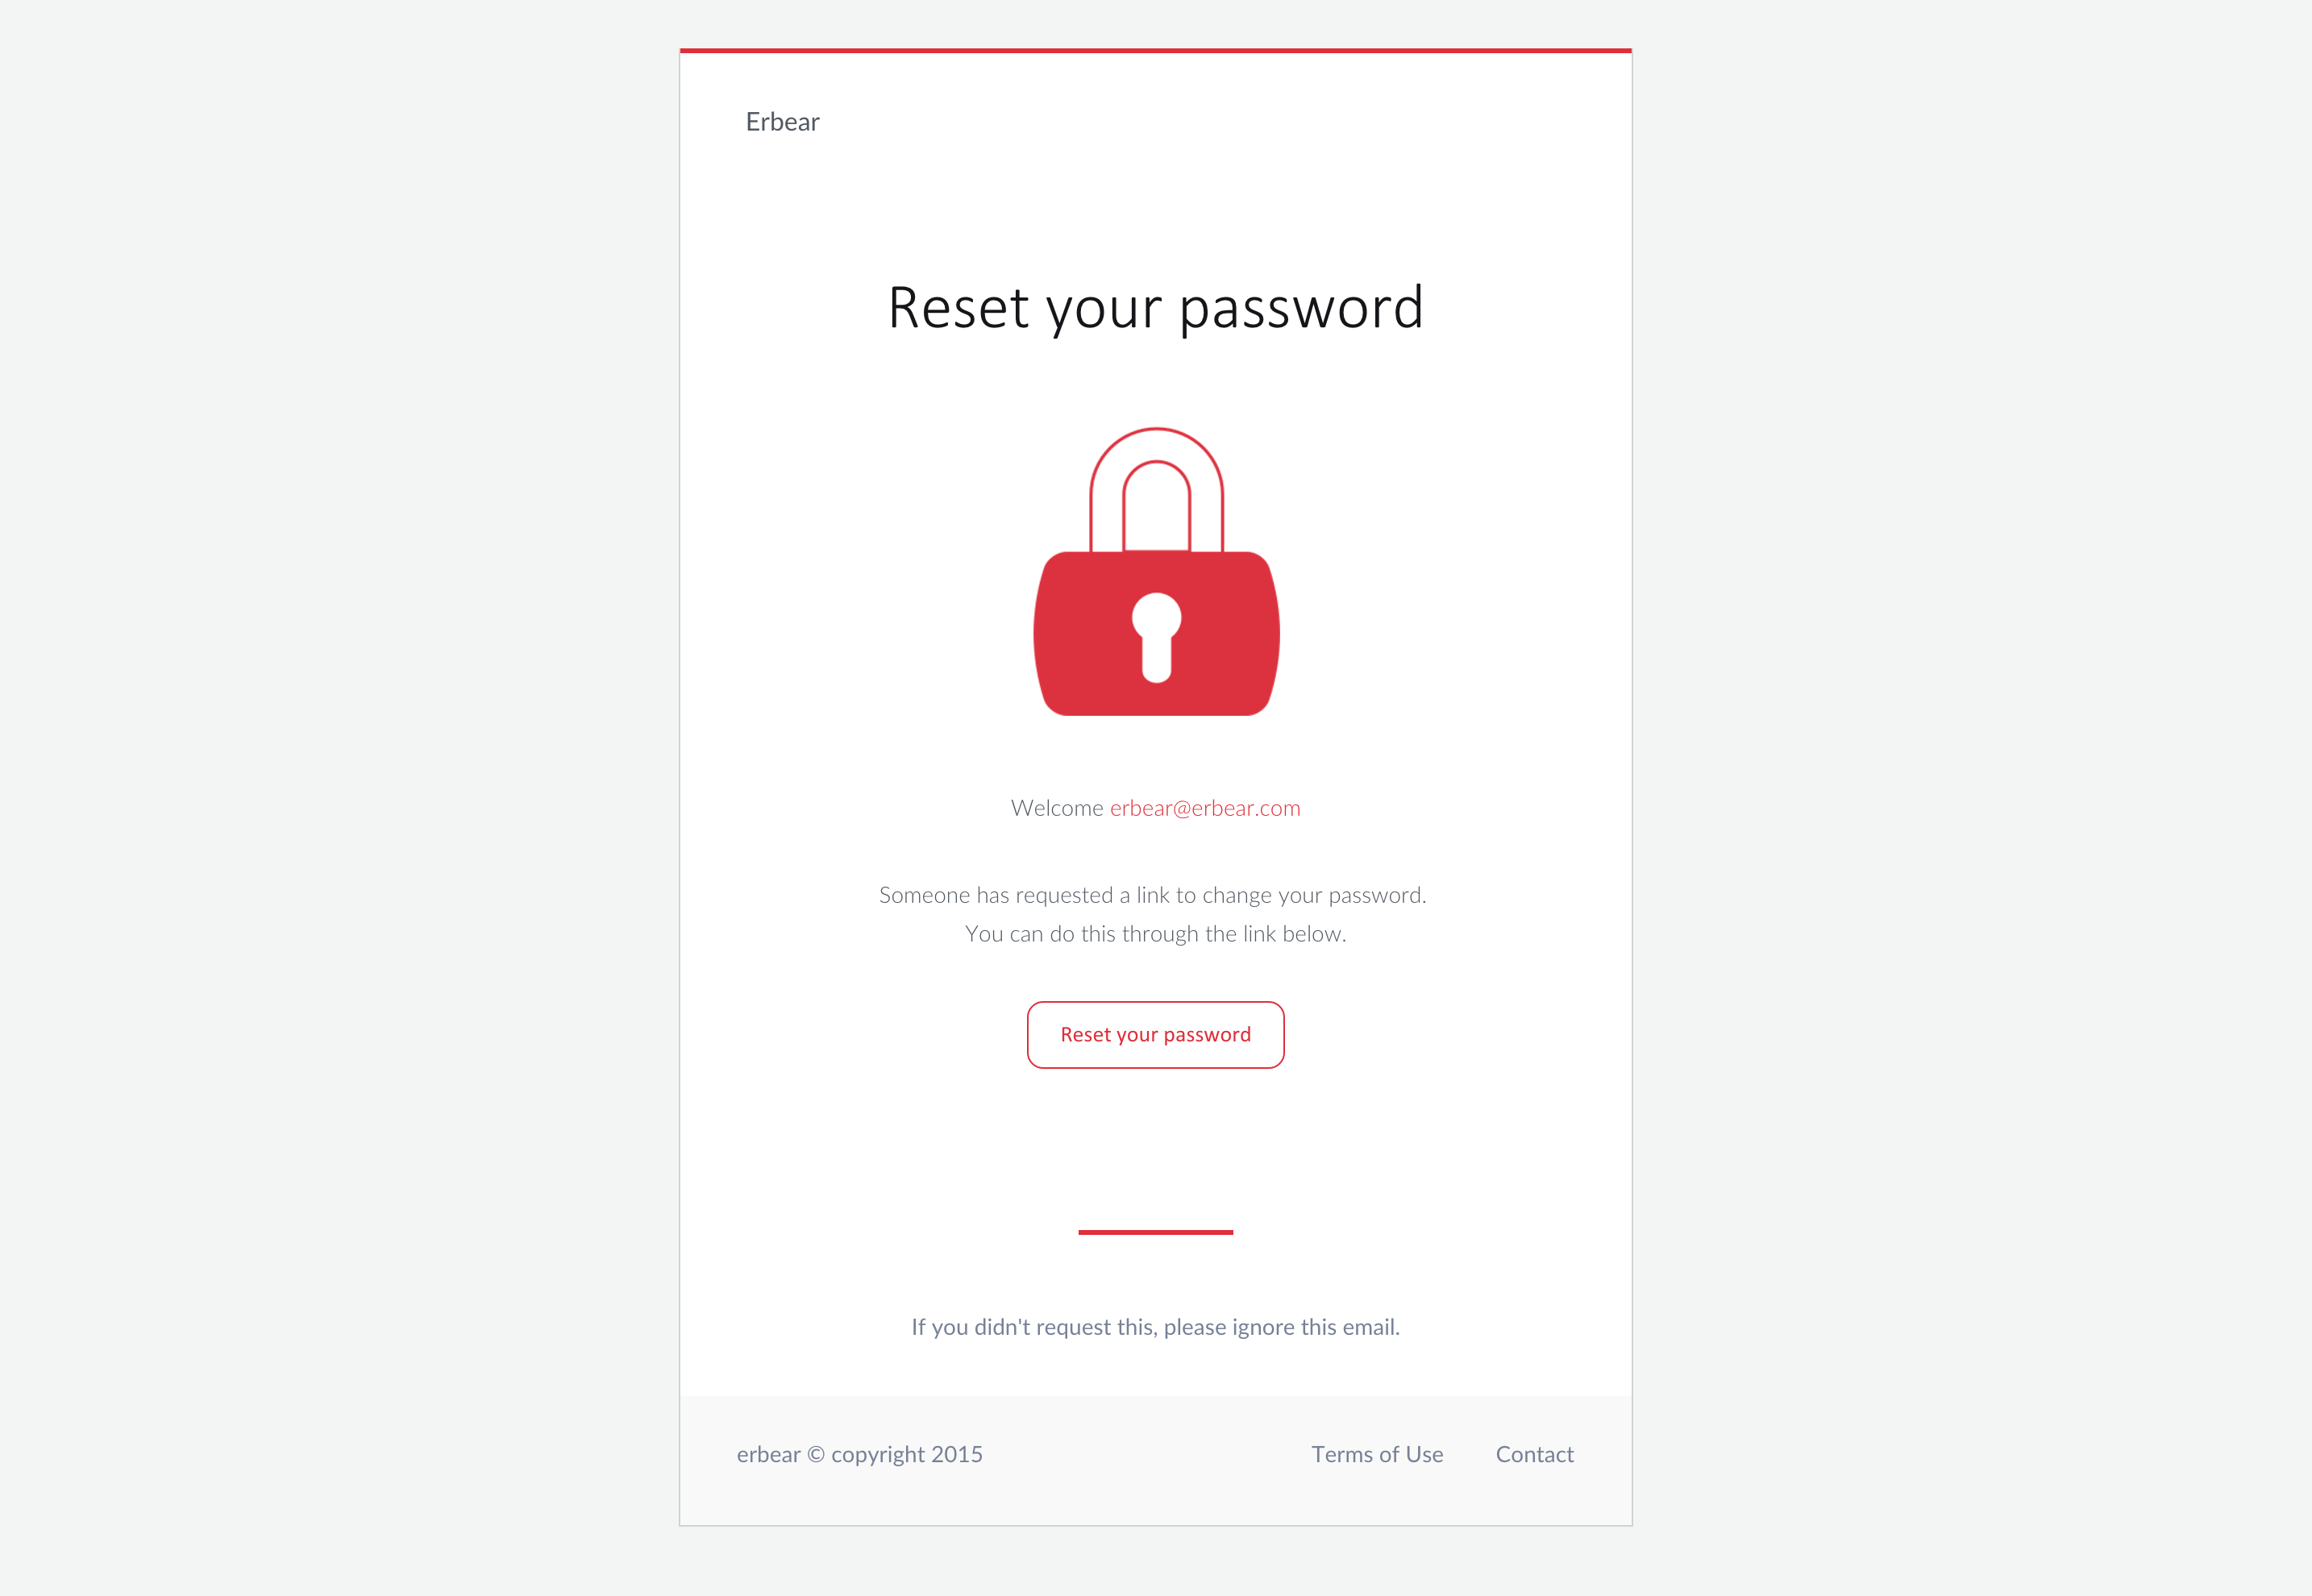 Erbear
Reset your password
Welcome erbear@erbear.com
Someone has requested a link to change your password.
You can do this through the link below.
Reset your password
If you didn't request this, please ignore this email.
erbear © copyright 2015 Terms of Use Contact